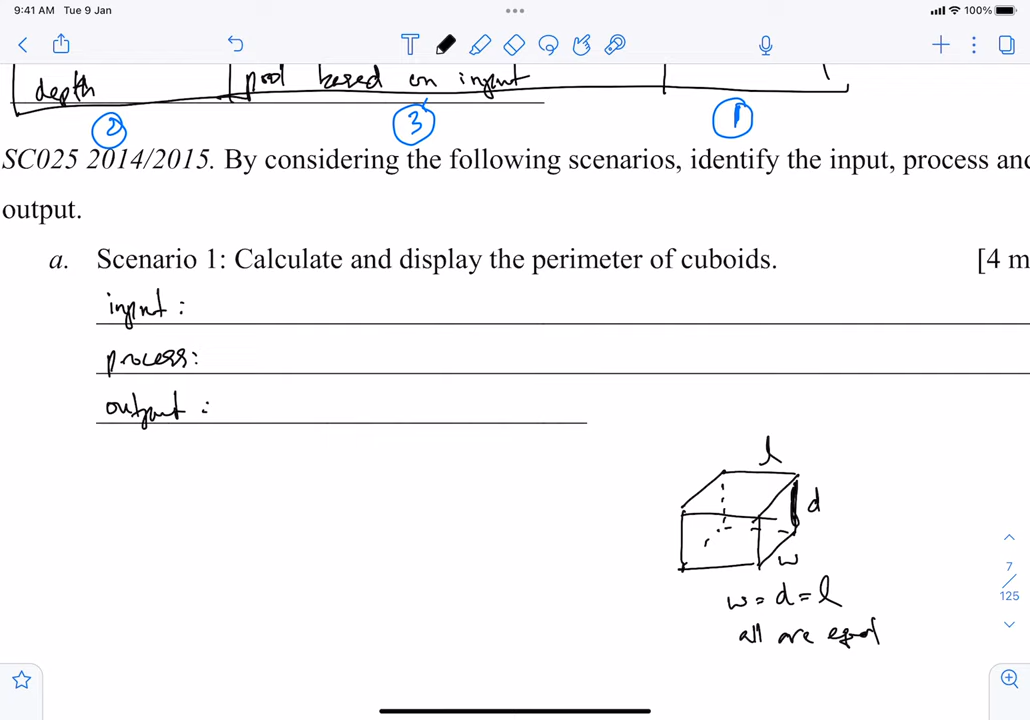 9:41 AM Tue 9 Jan
100%
T
depth
pool based on input
2
3
1
SC025 2014/2015. By considering the following scenarios, identify the input, process and
output.
a. Scenario 1: Calculate and display the perimeter of cuboids. [4 m
input :
process:
output :
l
d
w
w = d = l
all are equal
7
125